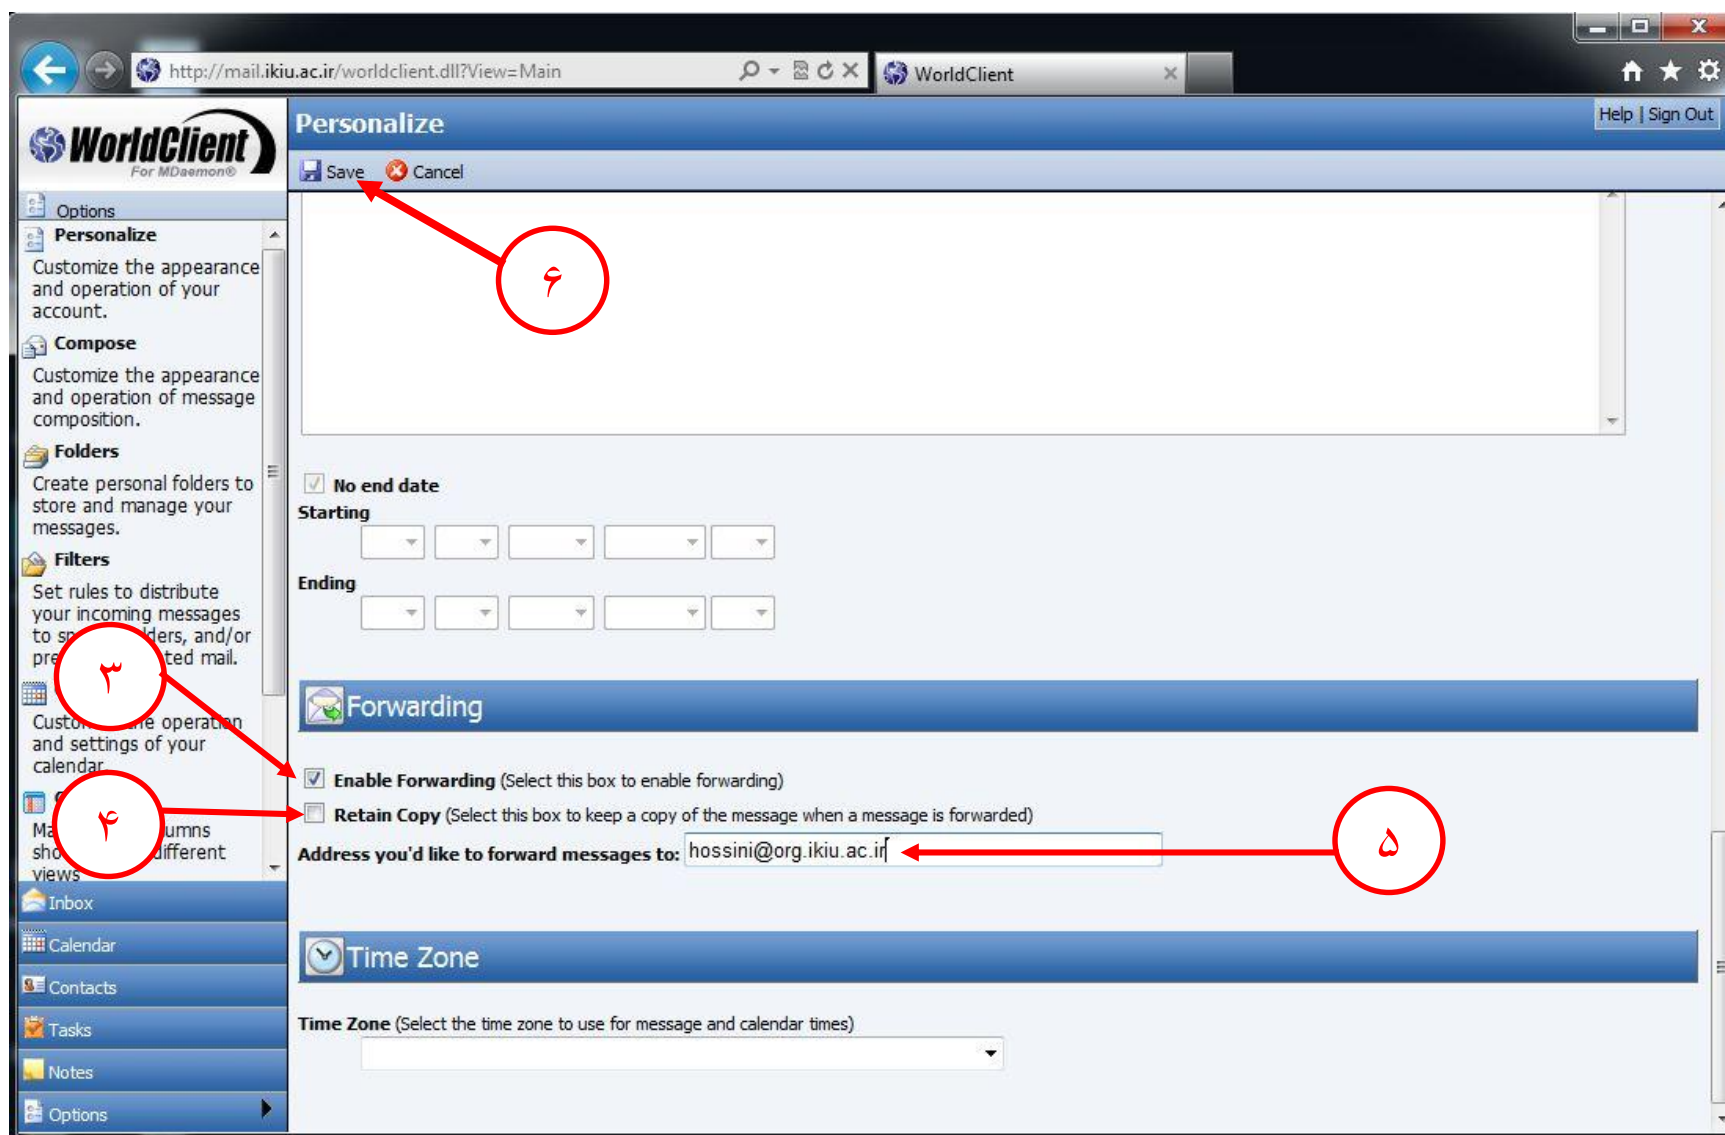 http://mail.ikiu.ac.ir/worldclient.dll?View=Main
WorldClient
WorldClient
For MDaemon®
Personalize
Help | Sign Out
Save
Cancel
۶
Options
Personalize
Customize the appearance
and operation of your
account.
Compose
Customize the appearance
and operation of message
composition.
Folders
Create personal folders to
store and manage your
messages.
Filters
Set rules to distribute
your incoming messages
to ders, and/or
ted mail.
۳
operation
and settings of your
calendar.
۴
umns
different
views
Inbox
Calendar
Contacts
Tasks
Notes
Options
No end date
Starting
Ending
Forwarding
Enable Forwarding (Select this box to enable forwarding)
Retain Copy (Select this box to keep a copy of the message when a message is forwarded)
Address you'd like to forward messages to: hossini@org.ikiu.ac.ir
۵
Time Zone
Time Zone (Select the time zone to use for message and calendar times)